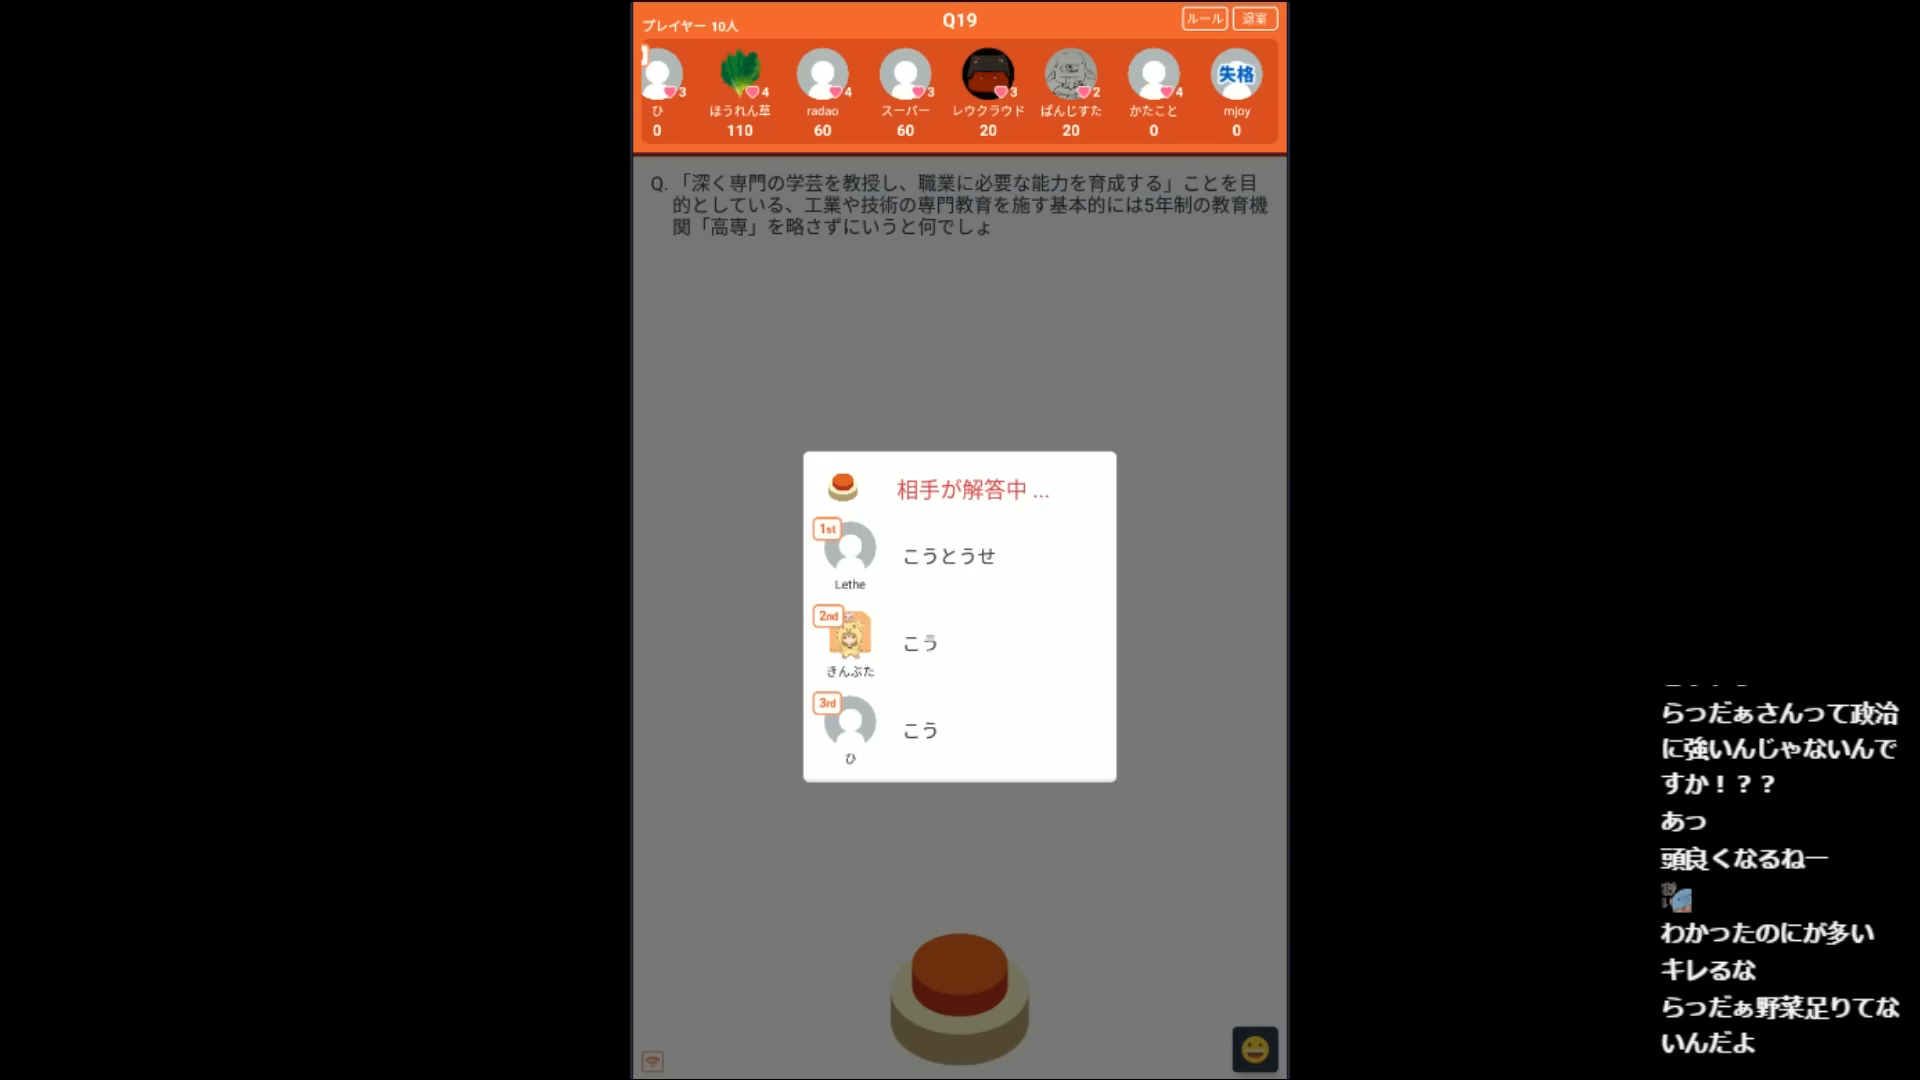 プレイヤー 10人
Q19
ルール
退室
3
ひ
0
4
ほうれん草
110
4
radao
60
3
スーパー
60
3
レウクラウド
20
2
ぱんじすた
20
4
かたこと
0
失格
mjoy
0
Q. 「深く専門の学芸を教授し、職業に必要な能力を育成する」ことを目
的としている、工業や技術の専門教育を施す基本的には5年制の教育機
関「高専」を略さずにいうと何でしょ
相手が解答中 ...
1st
こうとうせ
Lethe
2nd
こう
きんぶた
3rd
こう
ひ
らっだぁさんって政治
に強いんじゃないんで
すか！？？
あっ
頭良くなるねー
わかったのにが多い
キレるな
らっだぁ野菜足りてな
いんだよ